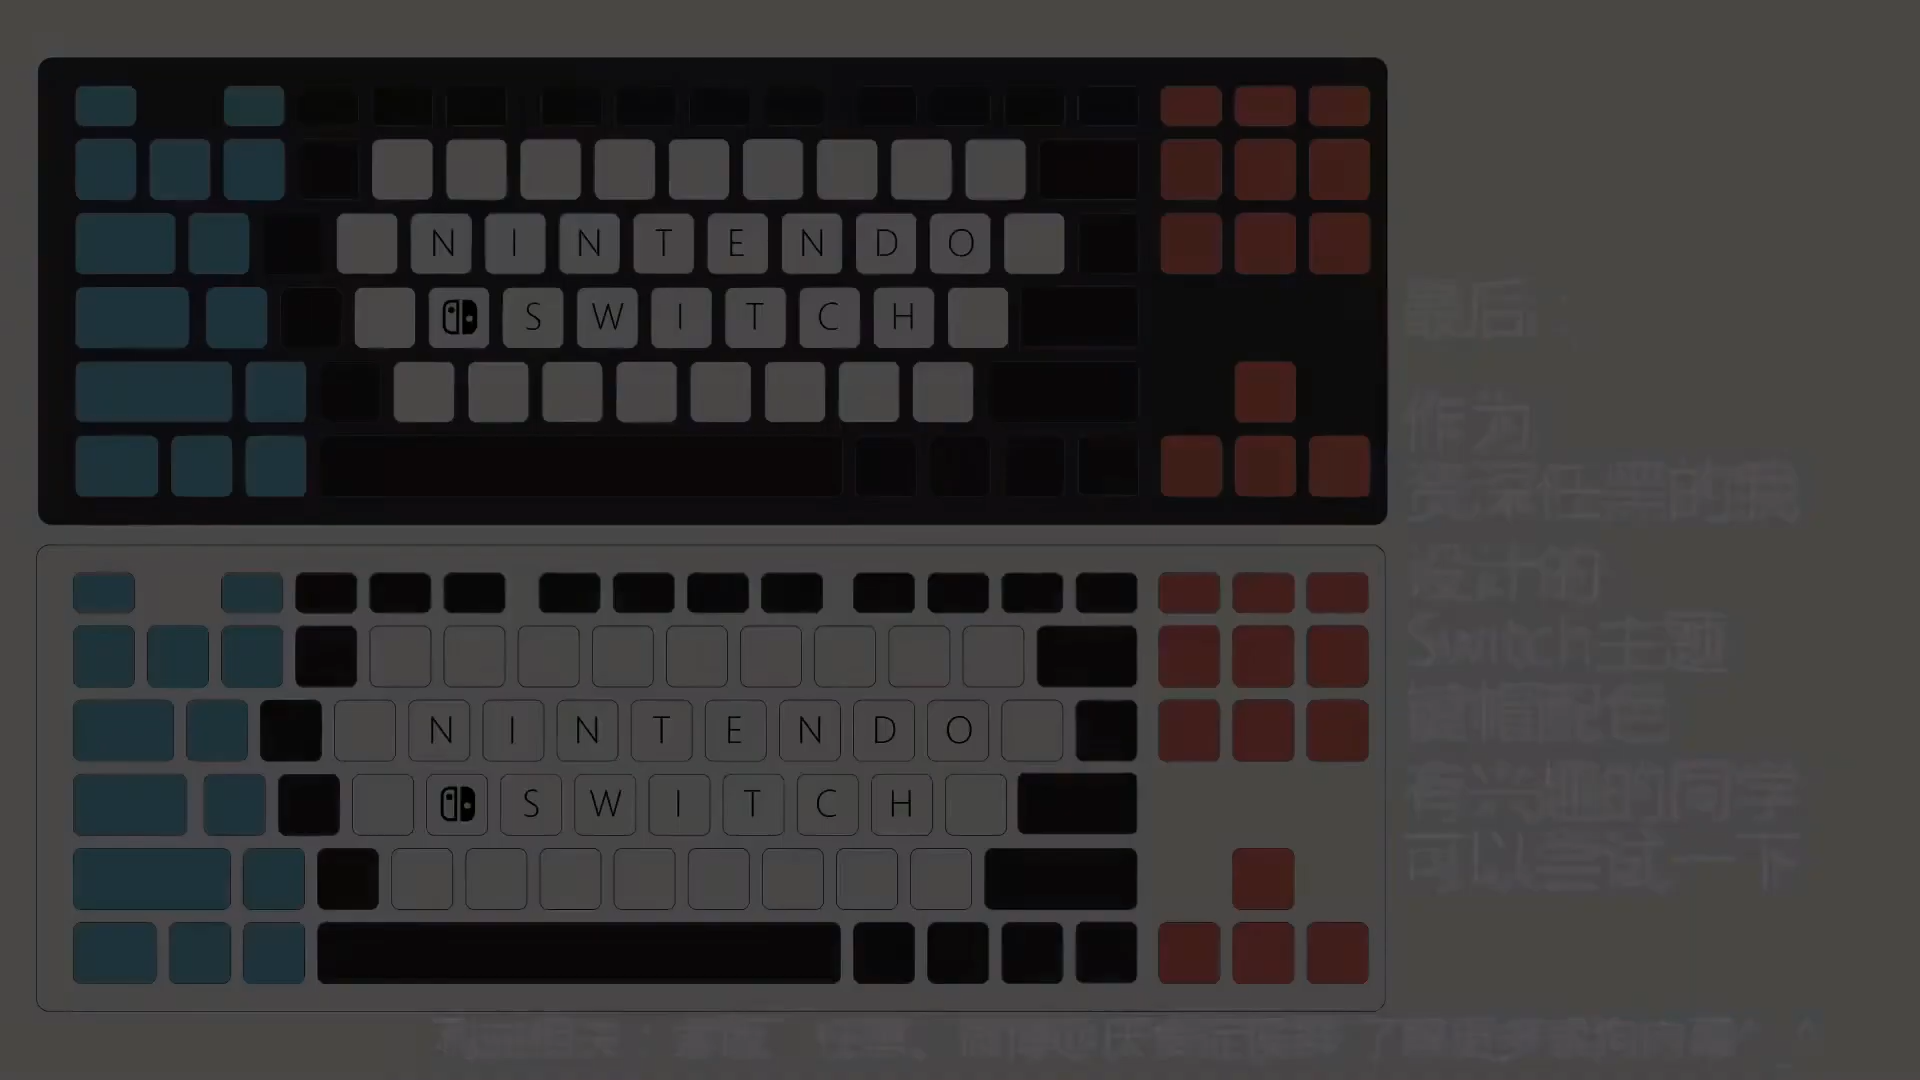 N I N T E N D O
S W I T C H
N I N T E N D O
S W I T C H
最后：
作为
资深任黑的我
设计的
Switch主题
键帽配色
有兴趣的同学
可以尝试一下